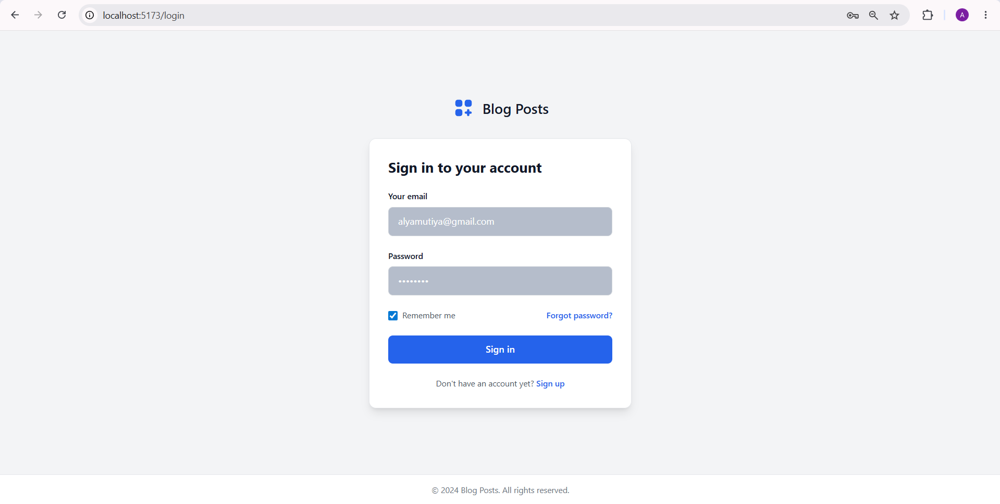 localhost:5173/login
A
Blog Posts
Sign in to your account
Your email
alyamutiya@gmail.com
Password
••••••••
Remember me Forgot password?
Sign in
Don't have an account yet? Sign up
© 2024 Blog Posts. All rights reserved.